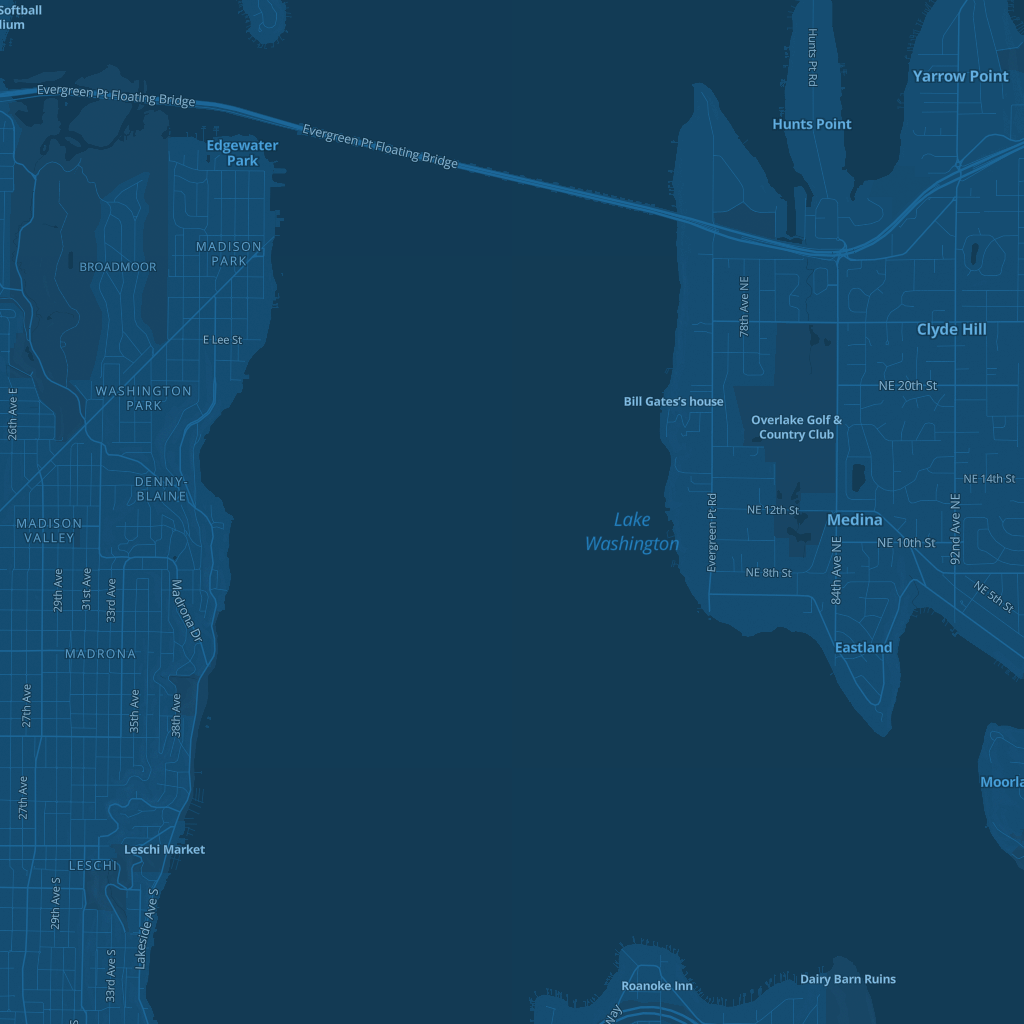 Softball
Hunts Pt Rd
Yarrow Point
Evergreen Pt Floating Bridge
Hunts Point
Evergreen Pt Floating Bridge
Edgewater
Park
MADISON
PARK
BROADMOOR
78th Ave NE
Clyde Hill
E Lee St
NE 20th St
WASHINGTON
PARK
26th Ave E
Bill Gates's house
Overlake Golf &
Country Club
DENNY-
BLAINE
NE 14th St
MADISON
VALLEY
Lake
Washington
Evergreen Pt Rd
NE 12th St
Medina
92nd Ave NE
NE 10th St
NE 8th St
84th Ave NE
NE 5th St
29th Ave
31st Ave
33rd Ave
Madrona Dr
MADRONA
Eastland
27th Ave
35th Ave
38th Ave
27th Ave
Moorla
Leschi Market
LESCHI
29th Ave S
Lakeside Ave S
33rd Ave S
Roanoke Inn
Dairy Barn Ruins
Way
S